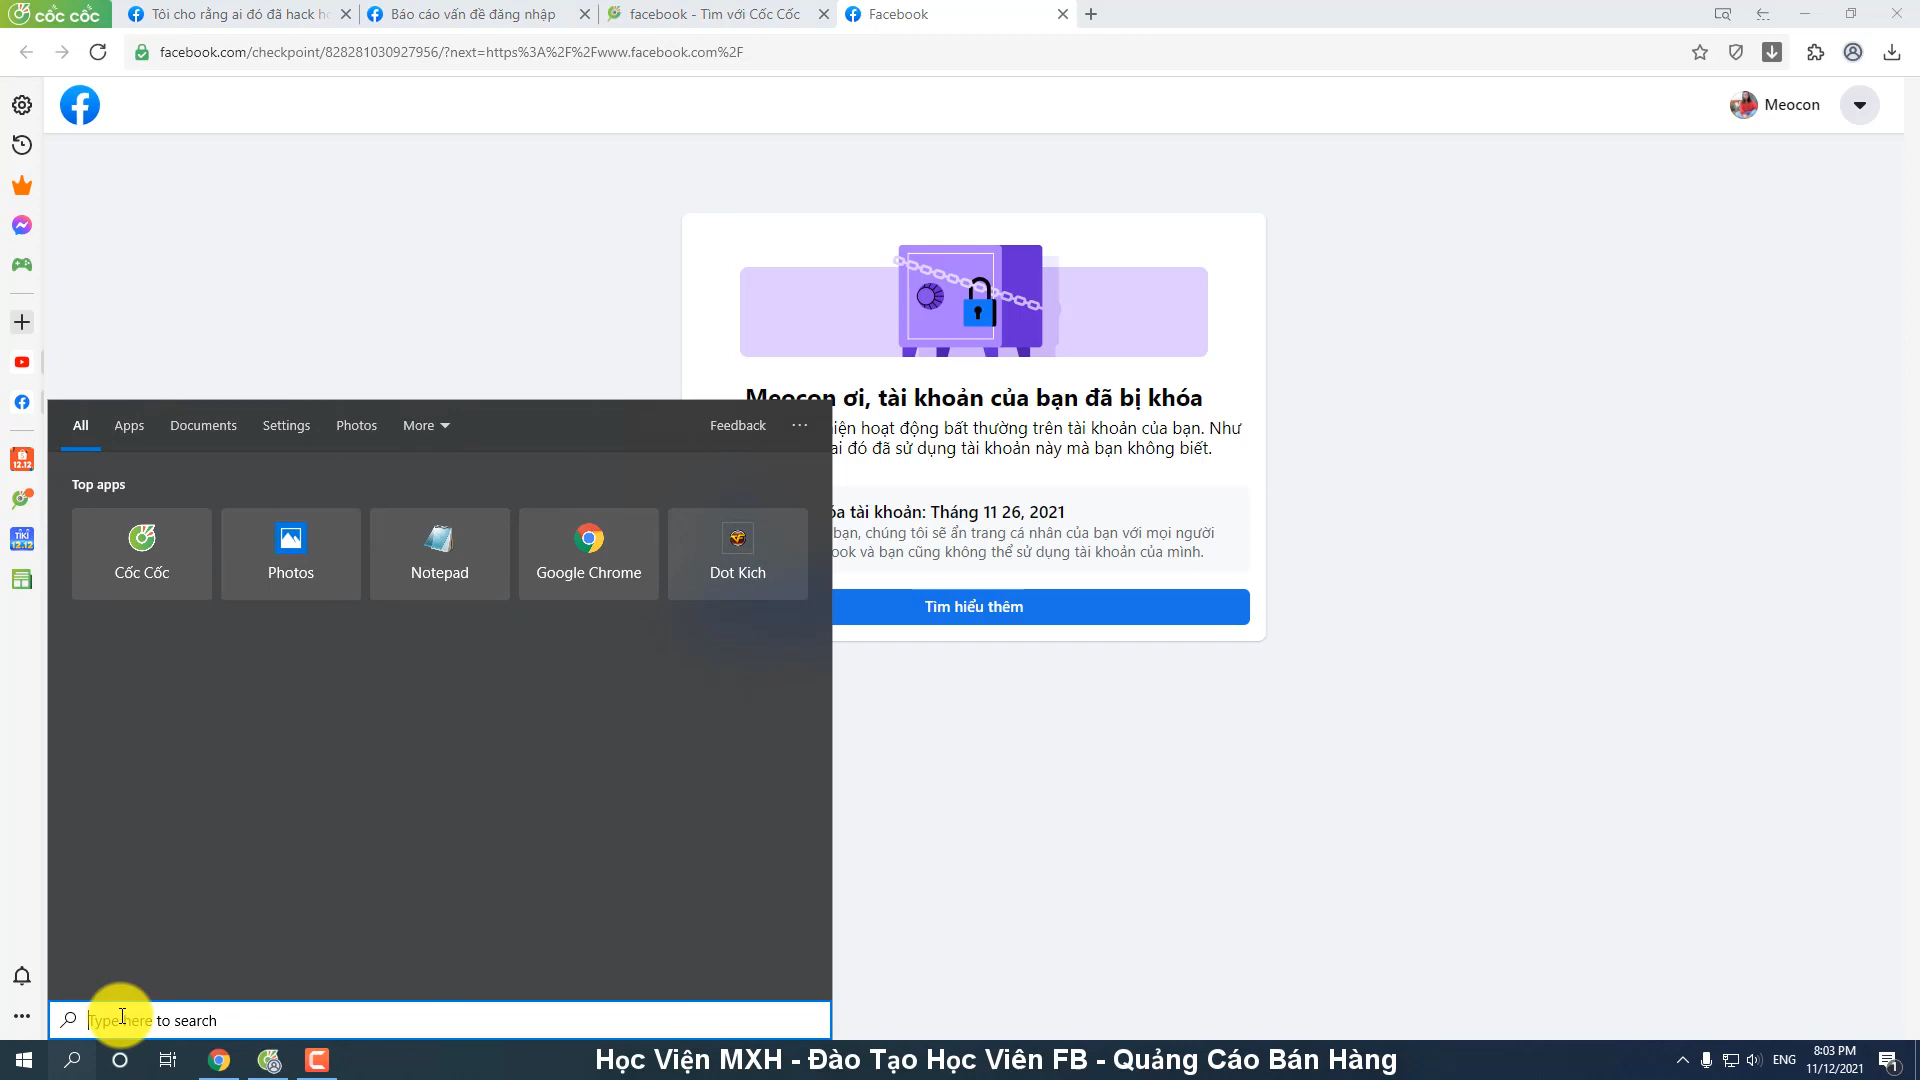 cốc cốc
Tôi cho rằng ai đó đã hack
Báo cáo vấn đề đăng nhập
facebook - Tìm với Cốc Cốc
Facebook
facebook.com/checkpoint/828281030927956/?next=https%3A%2F%2Fwww.facebook.com%2F
Meocon
Meocon ơi, tài khoản của bạn đã bị khóa
hoạt động bất thường trên tài khoản của bạn. Như
ai đó đã sử dụng tài khoản này mà bạn không biết.
tài khoản: Tháng 11 26, 2021
bạn, chúng tôi sẽ ẩn trang cá nhân của bạn với mọi người
và bạn cũng không thể sử dụng tài khoản của mình.
Tìm hiểu thêm
All
Apps
Documents
Settings
Photos
More
Feedback
Top apps
Cốc Cốc
Photos
Notepad
Google Chrome
Dot Kich
12.12
TIKI
12.12
Type here to search
Học Viện MXH - Đào Tạo Học Viên FB - Quảng Cáo Bán Hàng
ENG
8:03 PM
11/12/2021
1